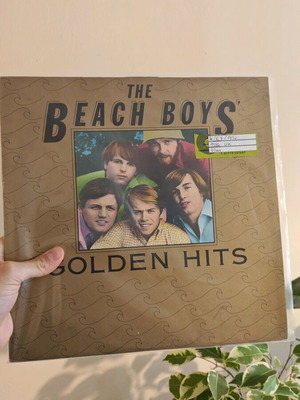 THE
BEACH BOYS'
GOLDEN HITS